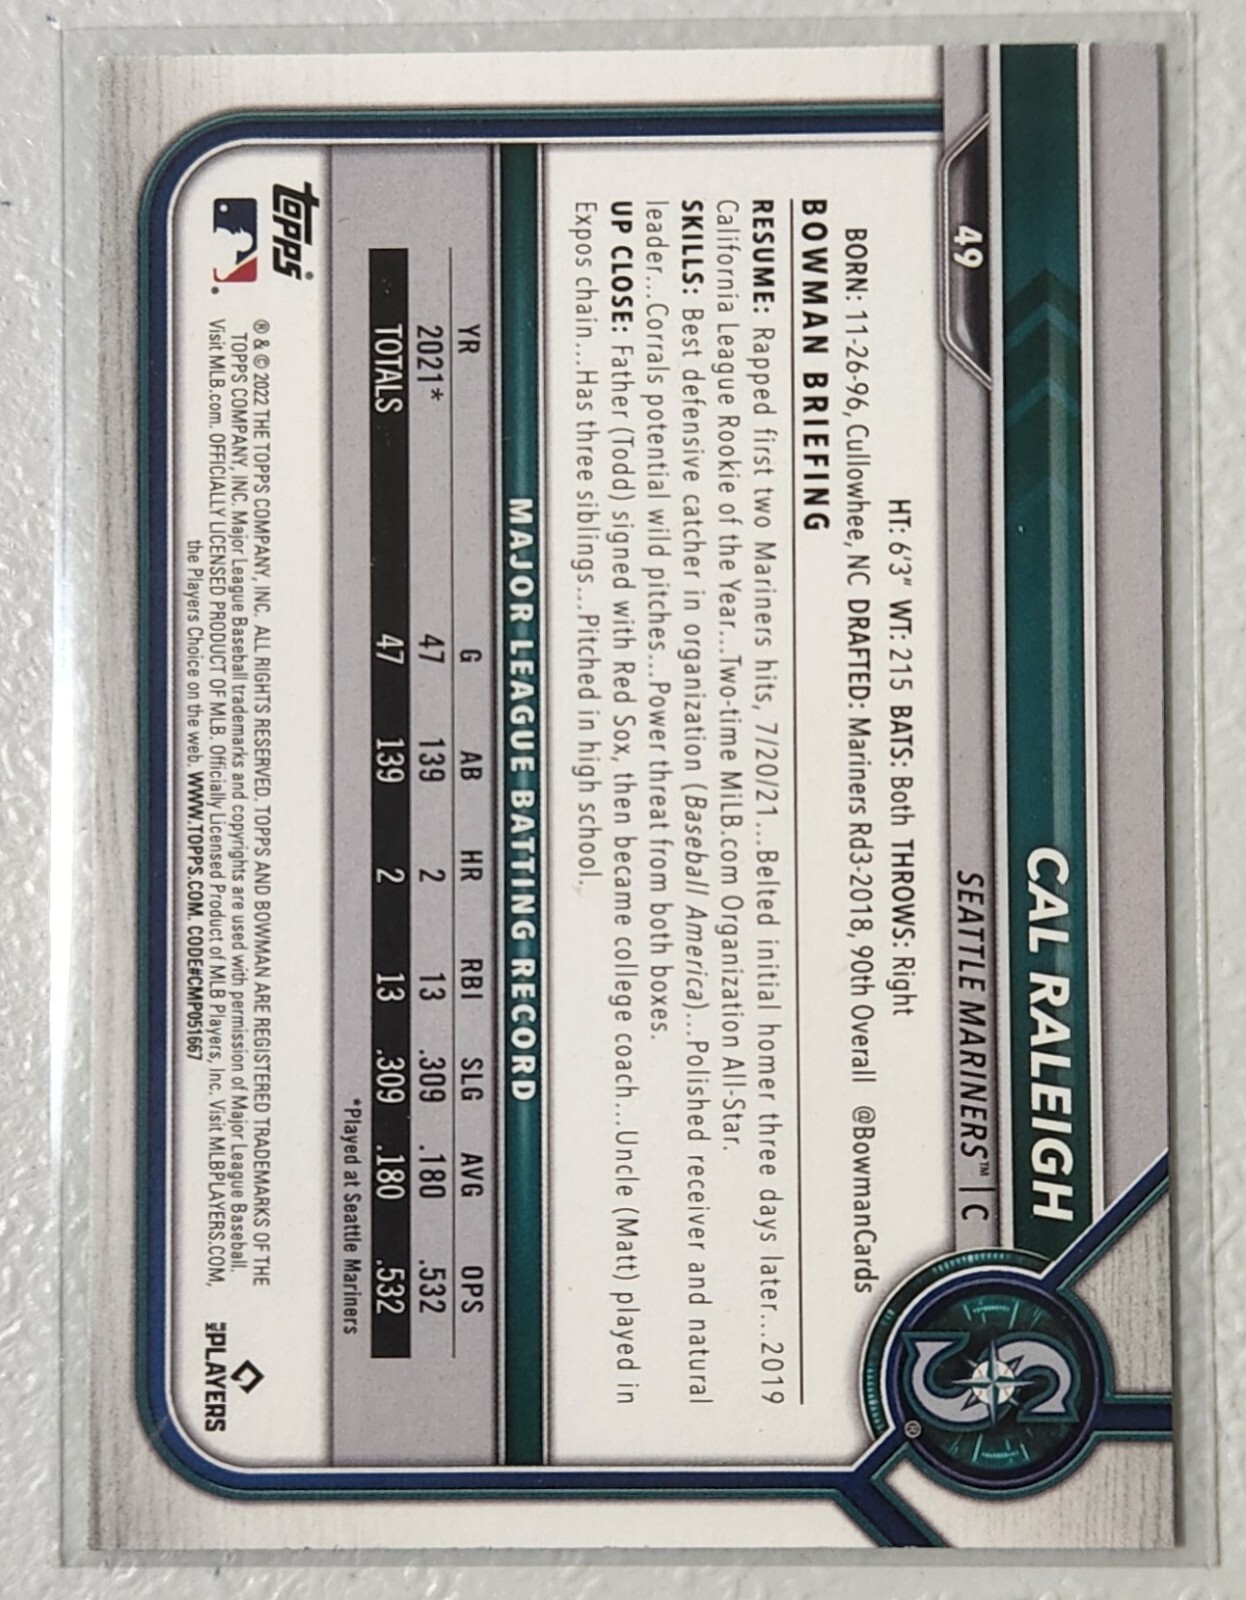 49
CAL RALEIGH
SEATTLE MARINERS™ | C
HT: 6'3" WT: 215 BATS: Both THROWS: Right
BORN: 11-26-96, Cullowhee, NC DRAFTED: Mariners Rd3-2018, 90th Overall @BowmanCards
BOWMAN BRIEFING
RESUME: Rapped first two Mariners hits, 7/20/21...Belted initial homer three days later...2019
California League Rookie of the Year...Two-time MiLB.com Organization All-Star.
SKILLS: Best defensive catcher in organization (Baseball America)...Polished receiver and natural
leader...Corrals potential wild pitches...Power threat from both boxes.
UP CLOSE: Father (Todd) signed with Red Sox, then became college coach...Uncle (Matt) played in
Expos chain...Has three siblings...Pitched in high school.
MAJOR LEAGUE BATTING RECORD
YR G AB HR RBI SLG AVG OPS
2021* 47 139 2 13 .309 .180 .532
TOTALS 47 139 2 13 .309 .180 .532
*Played at Seattle Mariners
topps®
® & © 2022 THE TOPPS COMPANY, INC. ALL RIGHTS RESERVED. TOPPS AND BOWMAN ARE REGISTERED TRADEMARKS OF THE
TOPPS COMPANY, INC. Major League Baseball trademarks and copyrights are used with permission of Major League Baseball.
Visit MLB.com. OFFICIALLY LICENSED PRODUCT OF MLB. Officially Licensed Product of MLB Players, Inc. Visit MLBPLAYERS.COM,
the Players Choice on the web. WWW.TOPPS.COM. CODE#CMP051667
MLB PLAYERS
S®